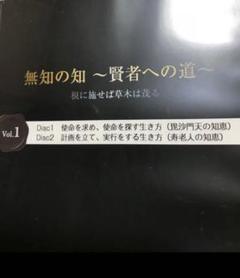 無知の知 ～賢者への道～
根に施せば草木は茂る
Vol.1
Disc1 使命を求め、使命を探す生き方（毘沙門天の知恵）
Disc2 計画を立て、実行をする生き方（寿老人の知恵）